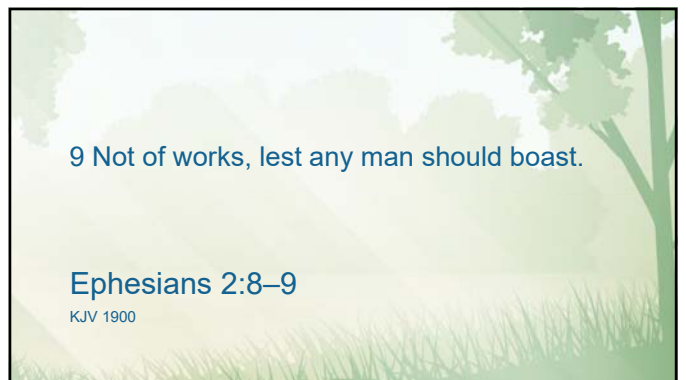 9 Not of works, lest any man should boast.
Ephesians 2:8–9
KJV 1900